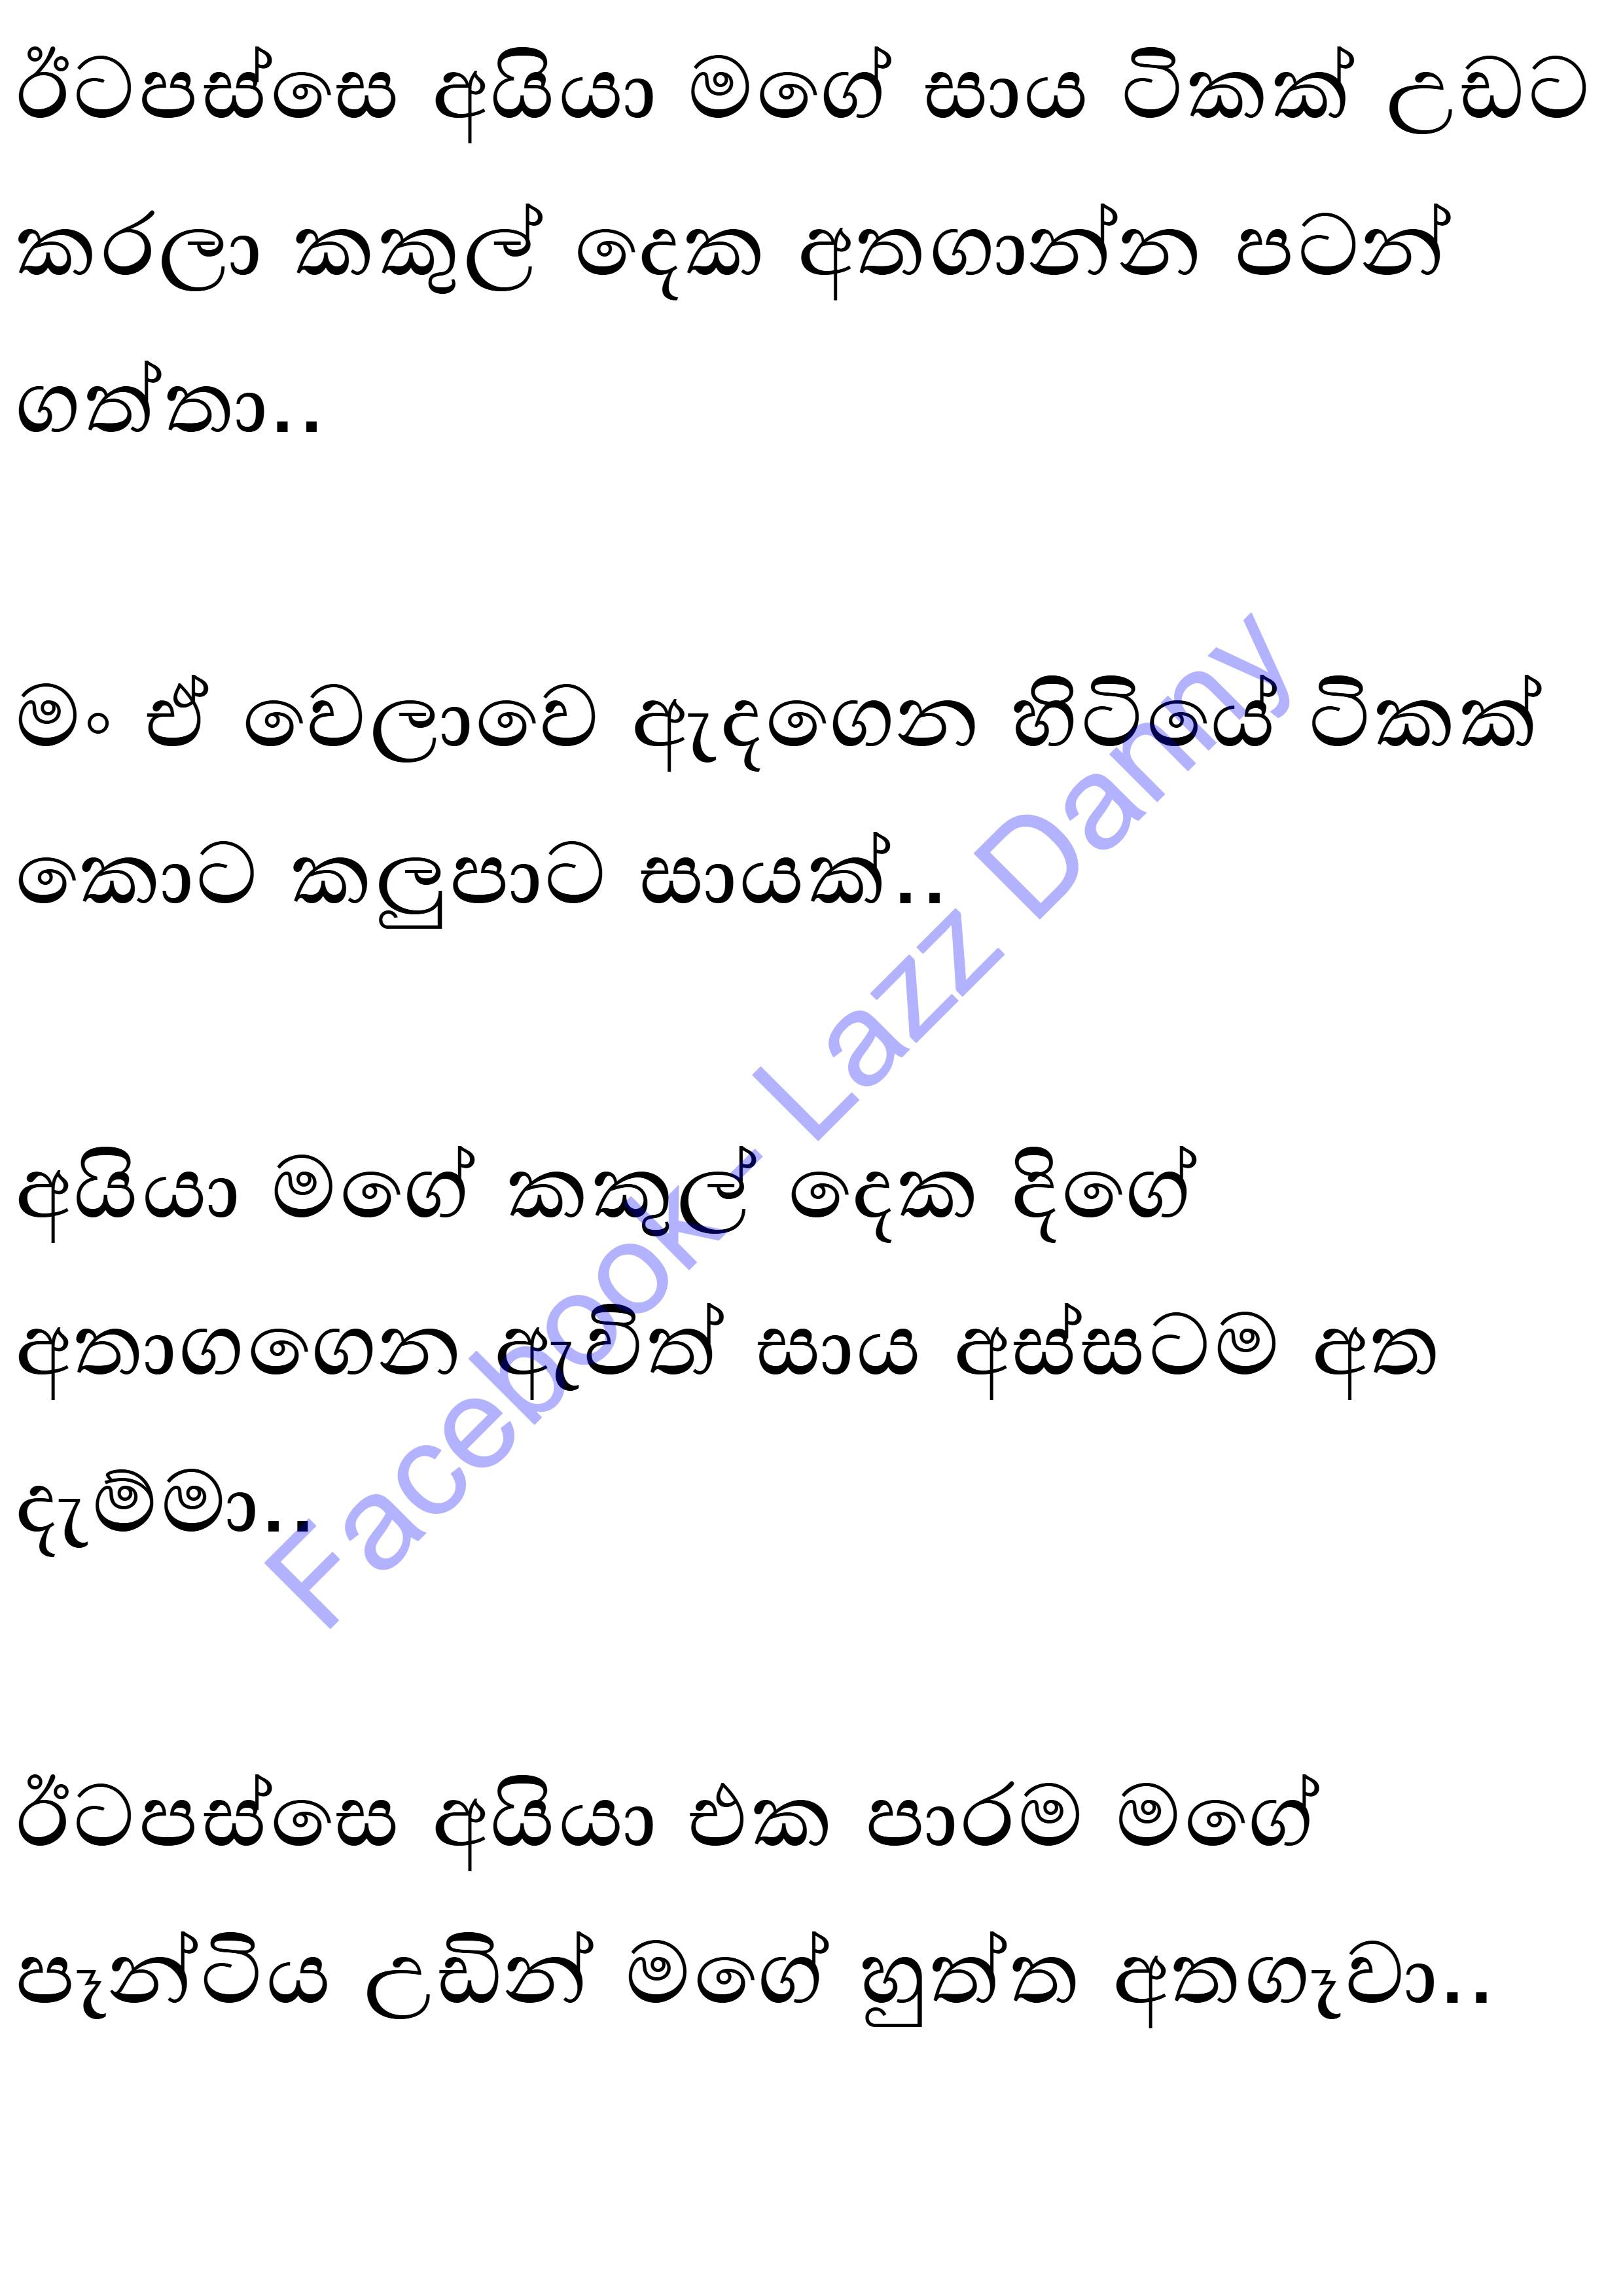 ඊටපස්සෙ අයියා මගේ සාය ටිකක් උඩට
කරලා කකුල් දෙක අතගාන්න පටන්
ගත්තා..
මං ඒ වෙලාවෙ ඇදගෙන හිටියේ ටිකක්
කොට කලුපාට සායක්..
අයියා මගේ කකුල් දෙක දිගේ
අතාගගෙන ඇවිත් සාය අස්සටම අත
දැම්මා..
ඊටපස්සෙ අයියා එක පාරම මගේ
පෑන්ටිය උඩින් මගේ හුත්ත අතගෑවා..
Facebook - Lazz Danny